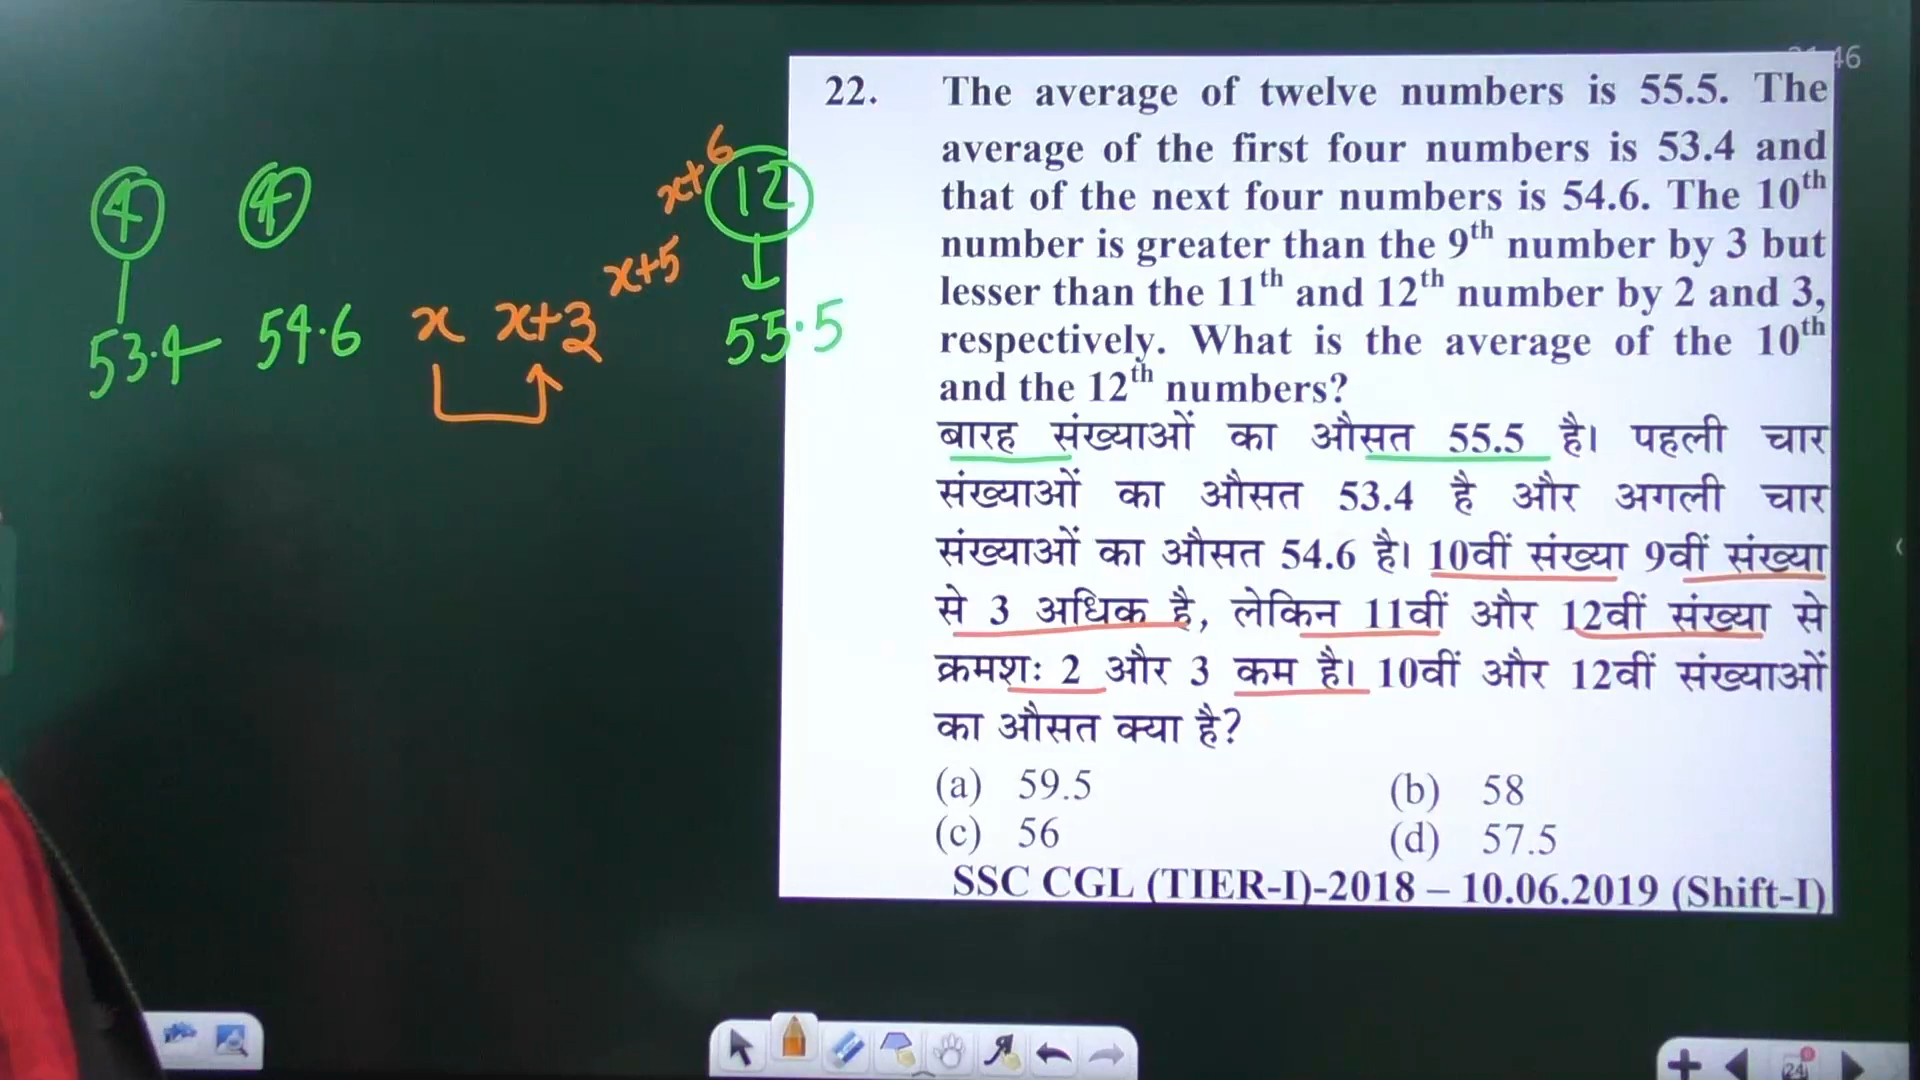 22. The average of twelve numbers is 55.5. The
average of the first four numbers is 53.4 and
that of the next four numbers is 54.6. The 10th
number is greater than the 9th number by 3 but
lesser than the 11th and 12th number by 2 and 3,
respectively. What is the average of the 10th
and the 12th numbers?
बारह संख्याओं का औसत 55.5 है। पहली चार
संख्याओं का औसत 53.4 है और अगली चार
संख्याओं का औसत 54.6 है। 10वीं संख्या 9वीं संख्या
से 3 अधिक है, लेकिन 11वीं और 12वीं संख्या से
क्रमशः 2 और 3 कम है। 10वीं और 12वीं संख्याओं
का औसत क्या है?
(a) 59.5 (b) 58
(c) 56 (d) 57.5
SSC CGL (TIER-I)-2018 – 10.06.2019 (Shift-I)
4 4 x+6 12
x+5
53.4 54.6 x x+3 55.5
24